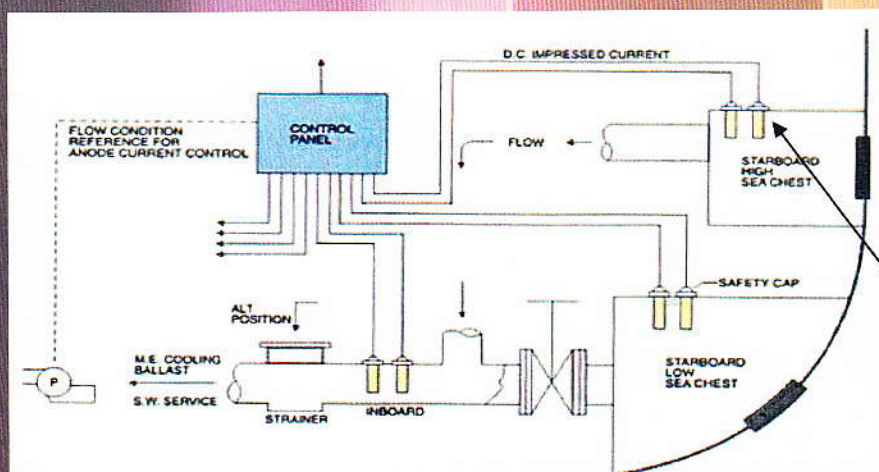 D.C. IMPRESSED CURRENT
FLOW CONDITION
REFERENCE FOR
ANODE CURRENT CONTROL
CONTROL
PANEL
FLOW
STARBOARD
HIGH
SEA CHEST
SAFETY CAP
ALT
POSITION
STARBOARD
LOW
SEA CHEST
M.E. COOLING
BALLAST
P
S.W. SERVICE
INBOARD
STRAINER